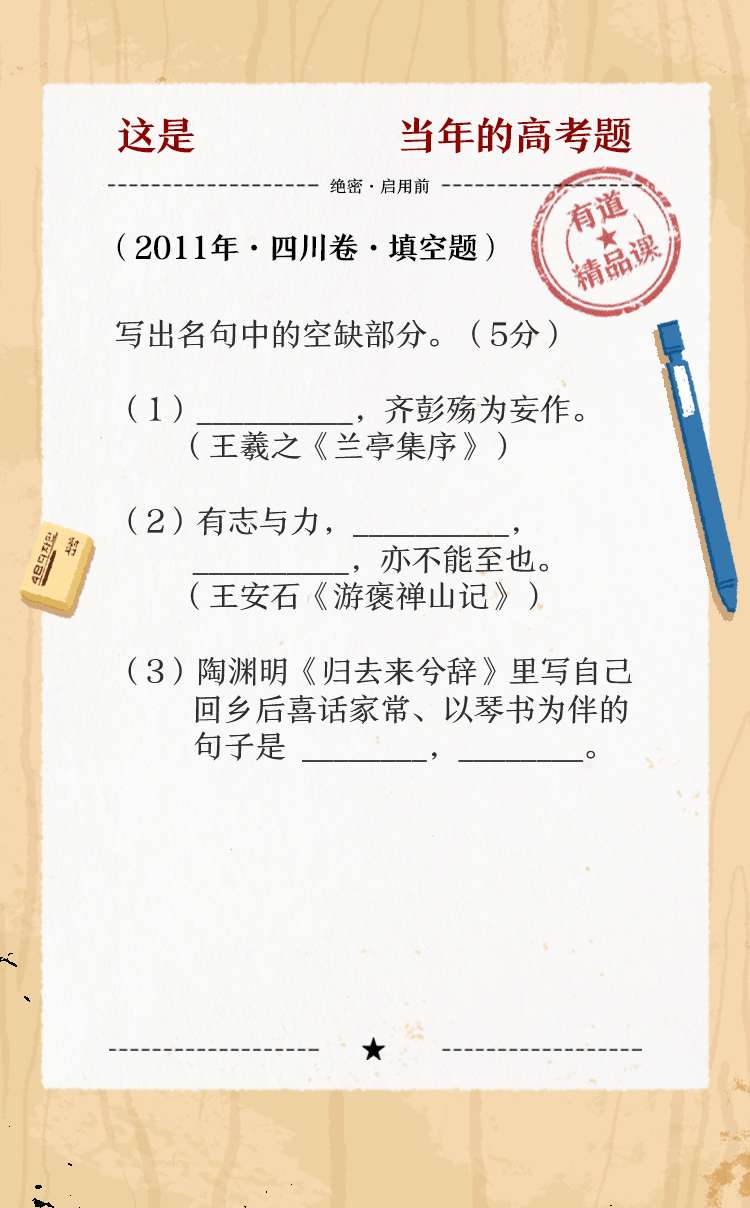 这是 当年的高考题
绝密·启用前
有道
精品课
（2011年·四川卷·填空题）
写出名句中的空缺部分。（5分）
（1）__________，齐彭殇为妄作。
（王羲之《兰亭集序》）
（2）有志与力，__________，
__________，亦不能至也。
（王安石《游褒禅山记》）
（3）陶渊明《归去来兮辞》里写自己
回乡后喜话家常、以琴书为伴的
句子是 ________，________。